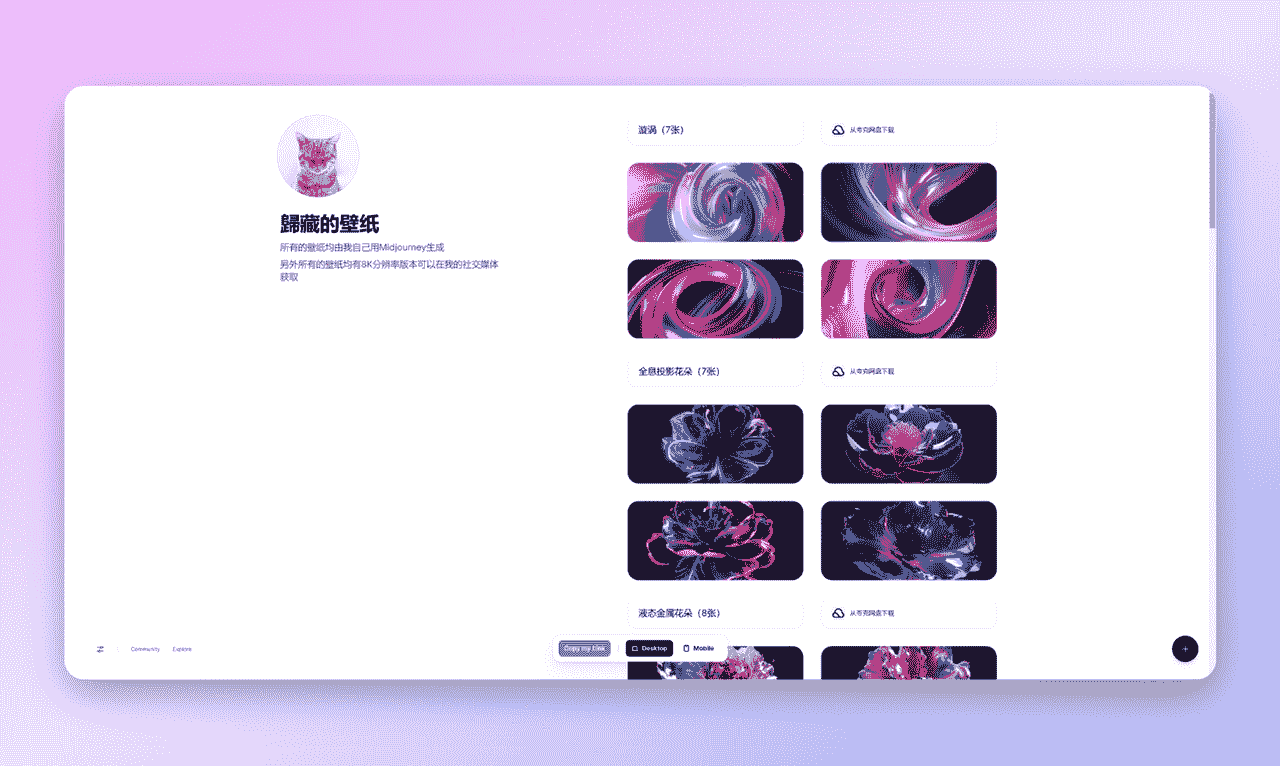 歸藏的壁纸
所有的壁纸均由我自己用Midjourney生成
另外所有的壁纸均有8K分辨率版本可以在我的社交媒体
获取
漩涡（7张）
从夸克网盘下载
全息投影花朵（7张）
从夸克网盘下载
液态金属花朵（8张）
从夸克网盘下载
Community
Explore
Copy my Link
Desktop
Mobile